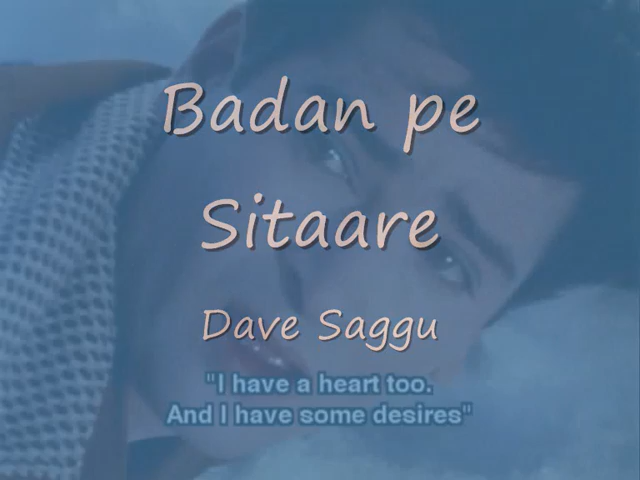 Badan pe
Sitaare
Dave Saggu
"I have a heart too.
And I have some desires"